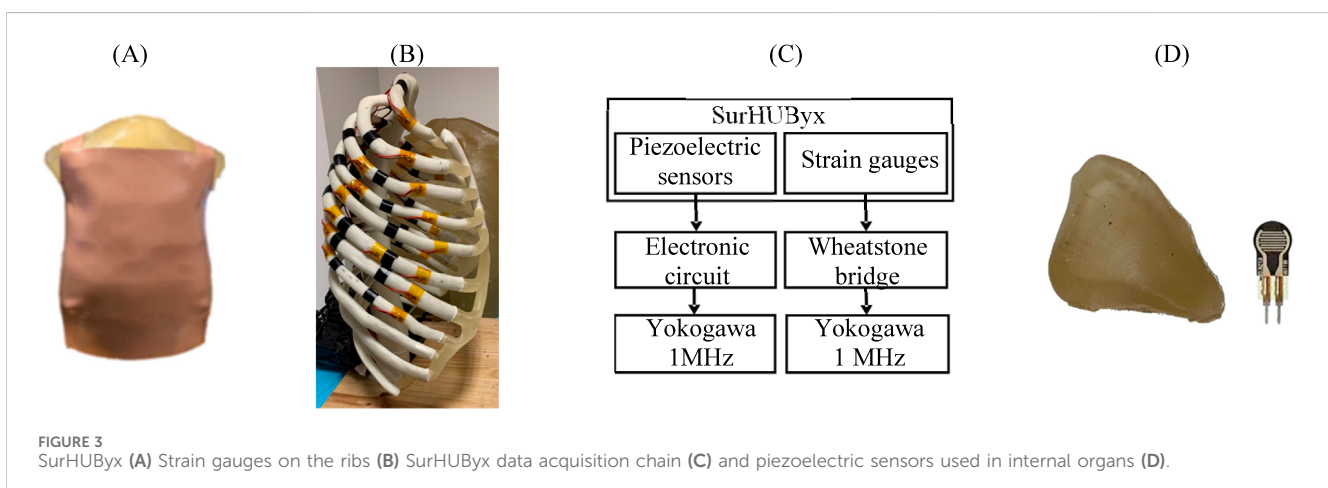 (A)
(B)
(C)
(D)
SurHUByx
Piezoelectric
sensors
Strain gauges
Electronic
circuit
Wheatstone
bridge
Yokogawa
1MHz
Yokogawa
1 MHz
FIGURE 3
SurHUByx (A) Strain gauges on the ribs (B) SurHUByx data acquisition chain (C) and piezoelectric sensors used in internal organs (D).